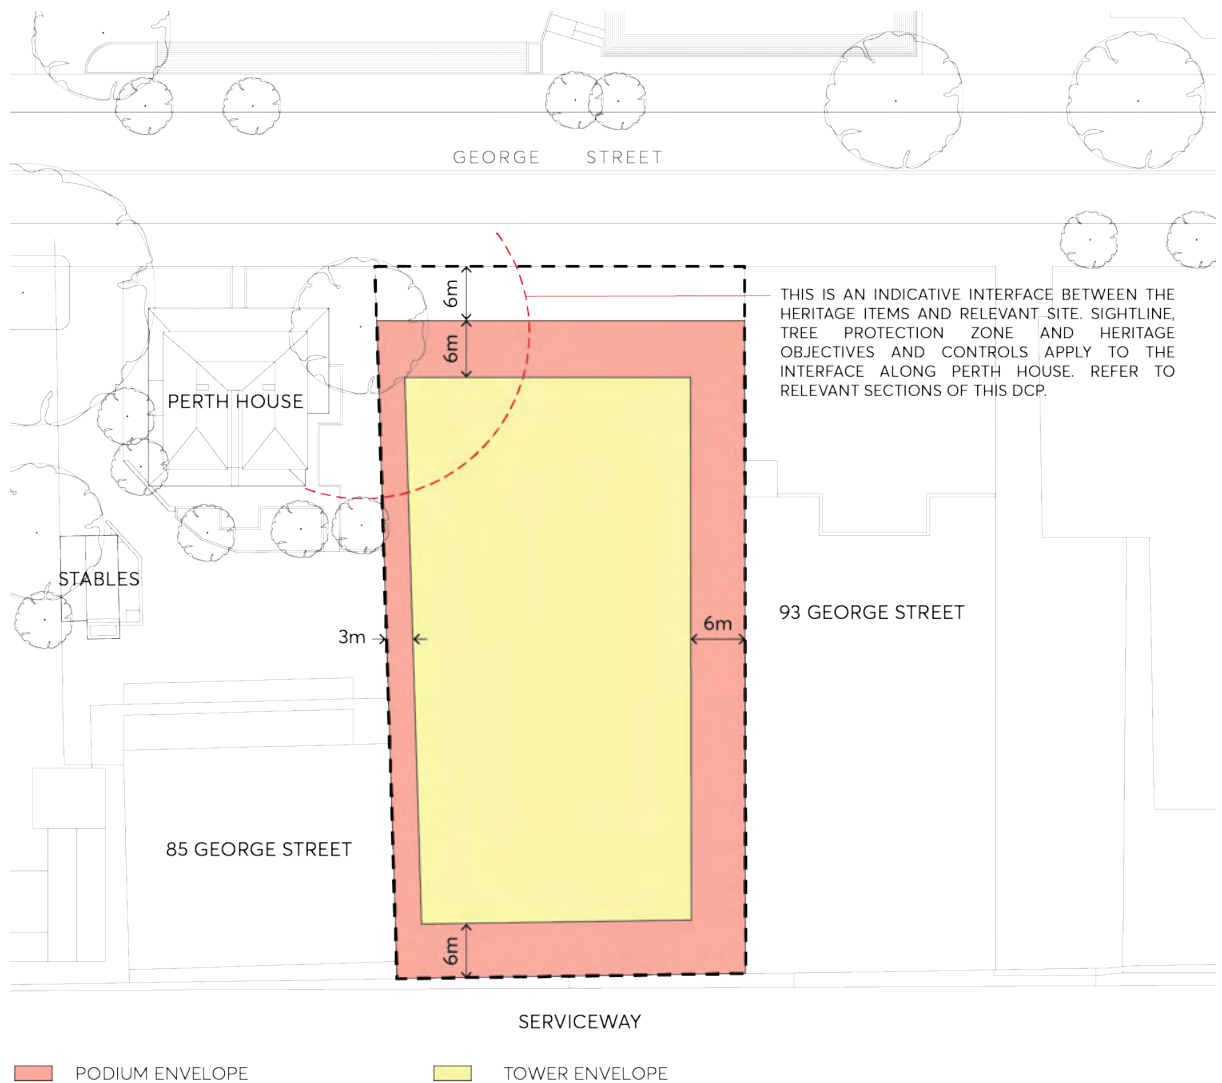 GEORGE STREET
6m
6m
THIS IS AN INDICATIVE INTERFACE BETWEEN THE
HERITAGE ITEMS AND RELEVANT SITE. SIGHTLINE,
TREE PROTECTION ZONE AND HERITAGE
OBJECTIVES AND CONTROLS APPLY TO THE
INTERFACE ALONG PERTH HOUSE. REFER TO
RELEVANT SECTIONS OF THIS DCP.
PERTH HOUSE
STABLES
3m
6m
93 GEORGE STREET
85 GEORGE STREET
6m
SERVICEWAY
PODIUM ENVELOPE
TOWER ENVELOPE